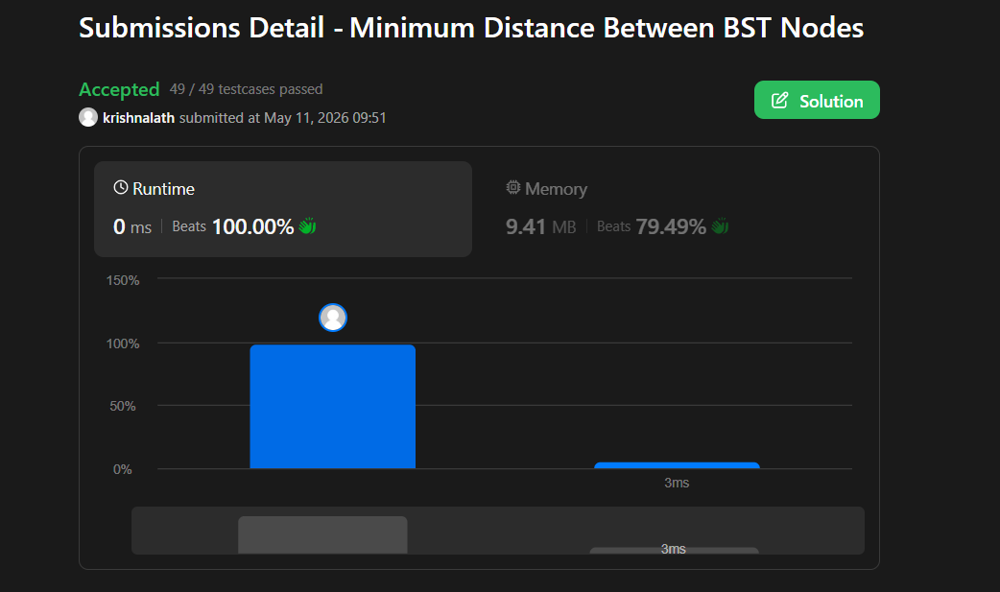 Submissions Detail - Minimum Distance Between BST Nodes
Accepted 49 / 49 testcases passed
krishnalath submitted at May 11, 2026 09:51
Solution
Runtime
0 ms Beats 100.00%
Memory
9.41 MB Beats 79.49%
150%
100%
50%
0%
3ms
3ms